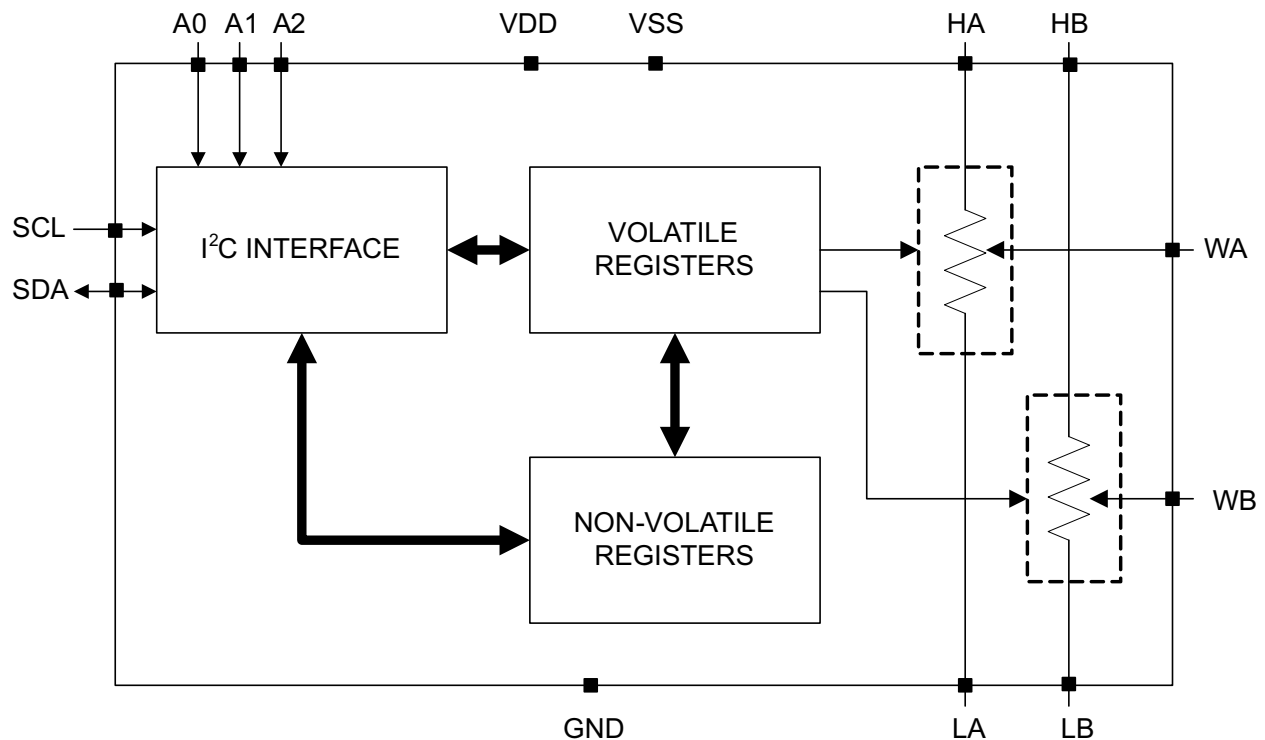 A0 A1 A2 VDD VSS HA HB
SCL
I²C INTERFACE
VOLATILE
REGISTERS
WA
SDA
NON-VOLATILE
REGISTERS
WB
GND LA LB